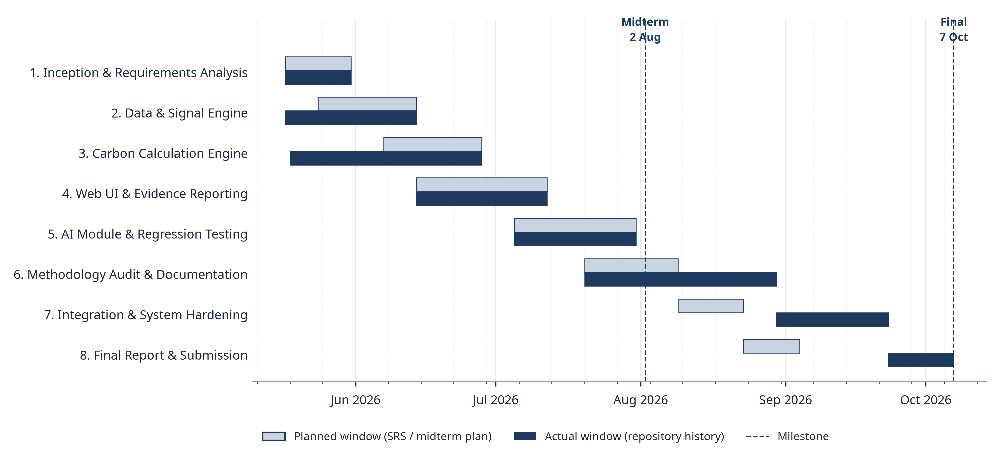 Midterm
2 Aug
Final
7 Oct
1. Inception & Requirements Analysis
2. Data & Signal Engine
3. Carbon Calculation Engine
4. Web UI & Evidence Reporting
5. AI Module & Regression Testing
6. Methodology Audit & Documentation
7. Integration & System Hardening
8. Final Report & Submission
Jun 2026
Jul 2026
Aug 2026
Sep 2026
Oct 2026
Planned window (SRS / midterm plan)
Actual window (repository history)
Milestone